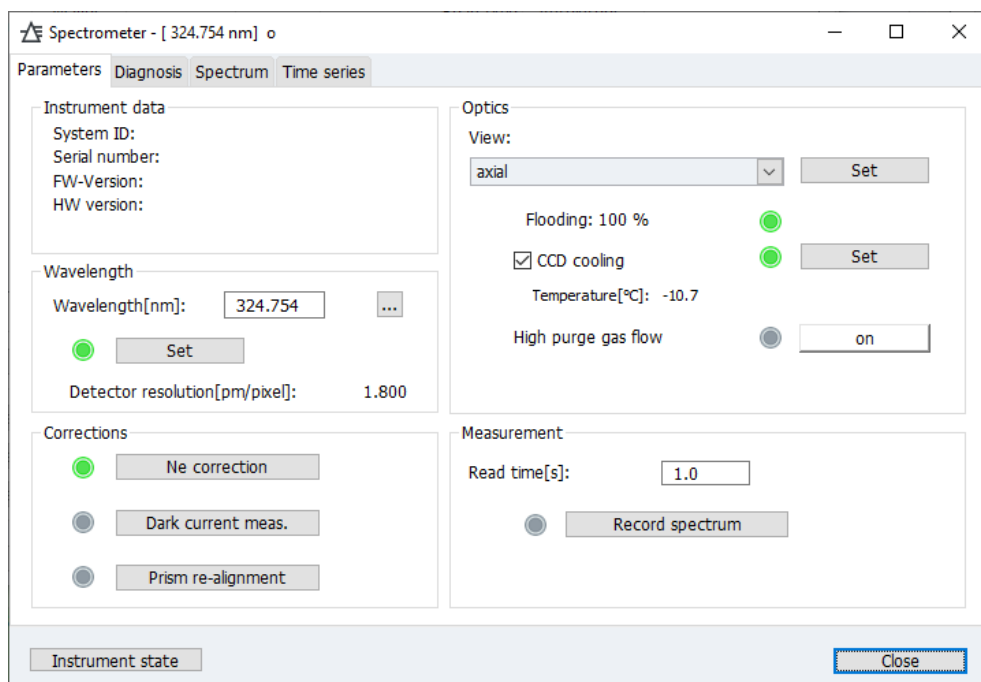 Spectrometer - [ 324.754 nm] o
Parameters Diagnosis Spectrum Time series
Instrument data
System ID:
Serial number:
FW-Version:
HW version:
Wavelength
Wavelength[nm]: 324.754 ...
Set
Detector resolution[pm/pixel]: 1.800
Corrections
Ne correction
Dark current meas.
Prism re-alignment
Optics
View:
axial Set
Flooding: 100 %
CCD cooling Set
Temperature[°C]: -10.7
High purge gas flow on
Measurement
Read time[s]: 1.0
Record spectrum
Instrument state Close